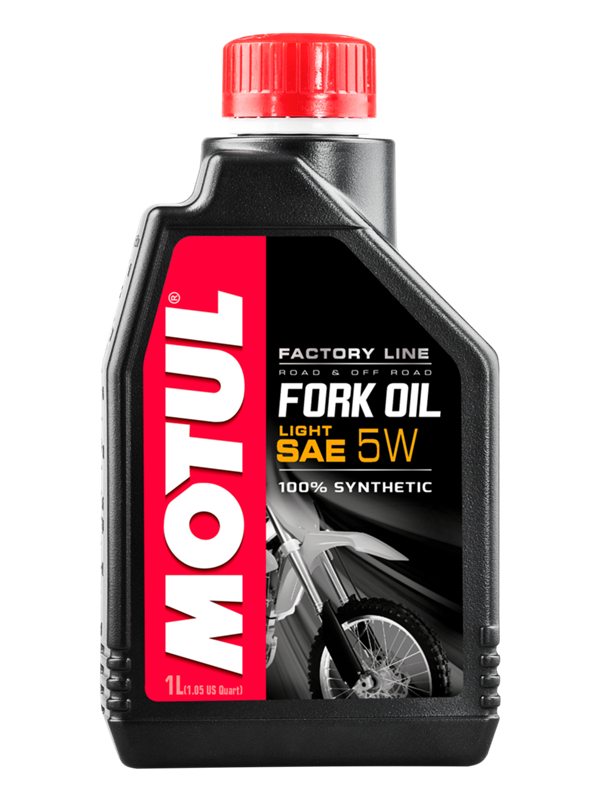 MOTUL®
FACTORY LINE
ROAD & OFF ROAD
FORK OIL
LIGHT
SAE 5W
100% SYNTHETIC
1L(1.05 US Quart)